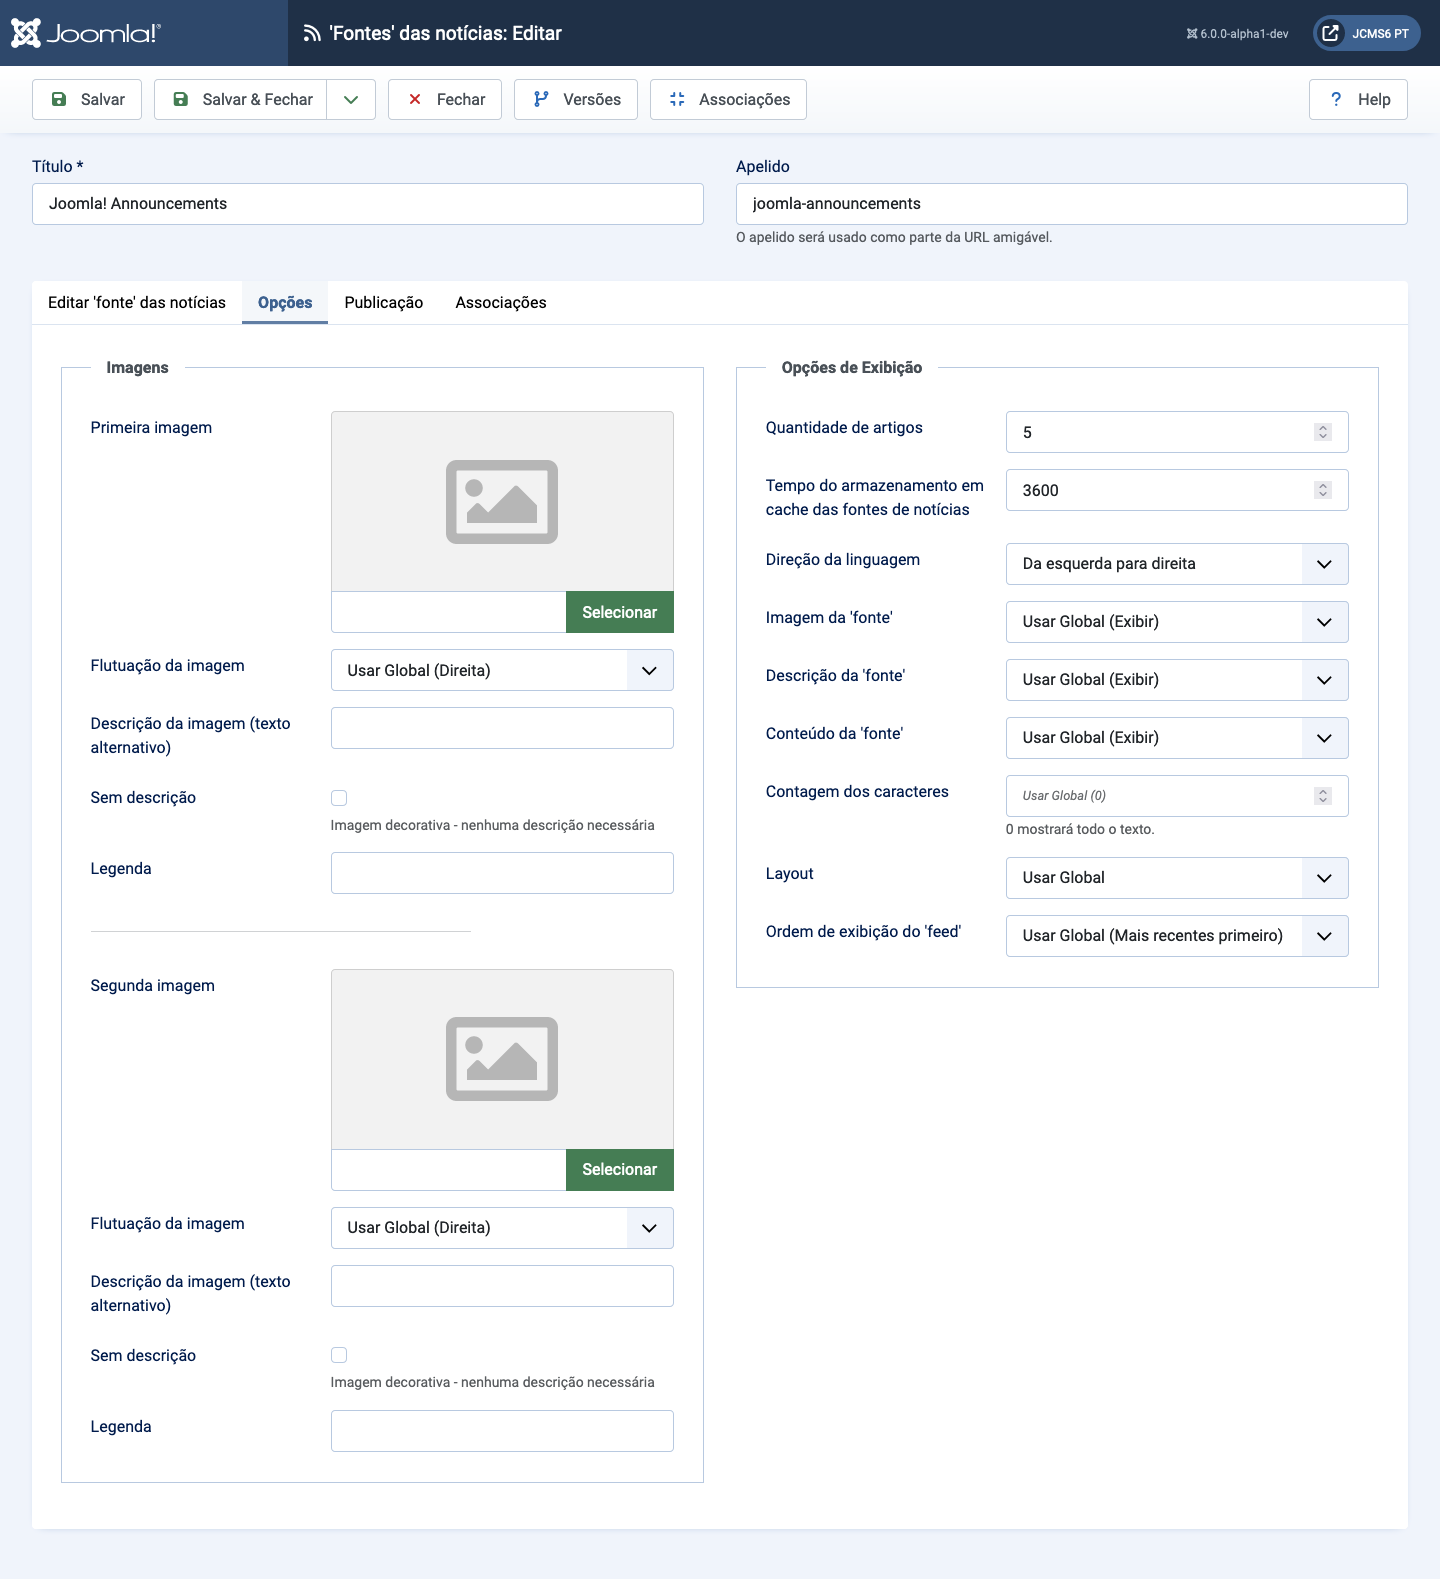 Joomla!®
'Fontes' das notícias: Editar
6.0.0-alpha1-dev
JCMS6 PT
Salvar
Salvar & Fechar
Fechar
Versões
Associações
? Help
Título *
Joomla! Announcements
Apelido
joomla-announcements
O apelido será usado como parte da URL amigável.
Editar 'fonte' das notícias
Opções
Publicação
Associações
Imagens
Primeira imagem
Selecionar
Flutuação da imagem
Usar Global (Direita)
Descrição da imagem (texto
alternativo)
Sem descrição
Imagem decorativa - nenhuma descrição necessária
Legenda
Segunda imagem
Selecionar
Flutuação da imagem
Usar Global (Direita)
Descrição da imagem (texto
alternativo)
Sem descrição
Imagem decorativa - nenhuma descrição necessária
Legenda
Opções de Exibição
Quantidade de artigos
5
Tempo do armazenamento em
cache das fontes de notícias
3600
Direção da linguagem
Da esquerda para direita
Imagem da 'fonte'
Usar Global (Exibir)
Descrição da 'fonte'
Usar Global (Exibir)
Conteúdo da 'fonte'
Usar Global (Exibir)
Contagem dos caracteres
Usar Global (0)
0 mostrará todo o texto.
Layout
Usar Global
Ordem de exibição do 'feed'
Usar Global (Mais recentes primeiro)